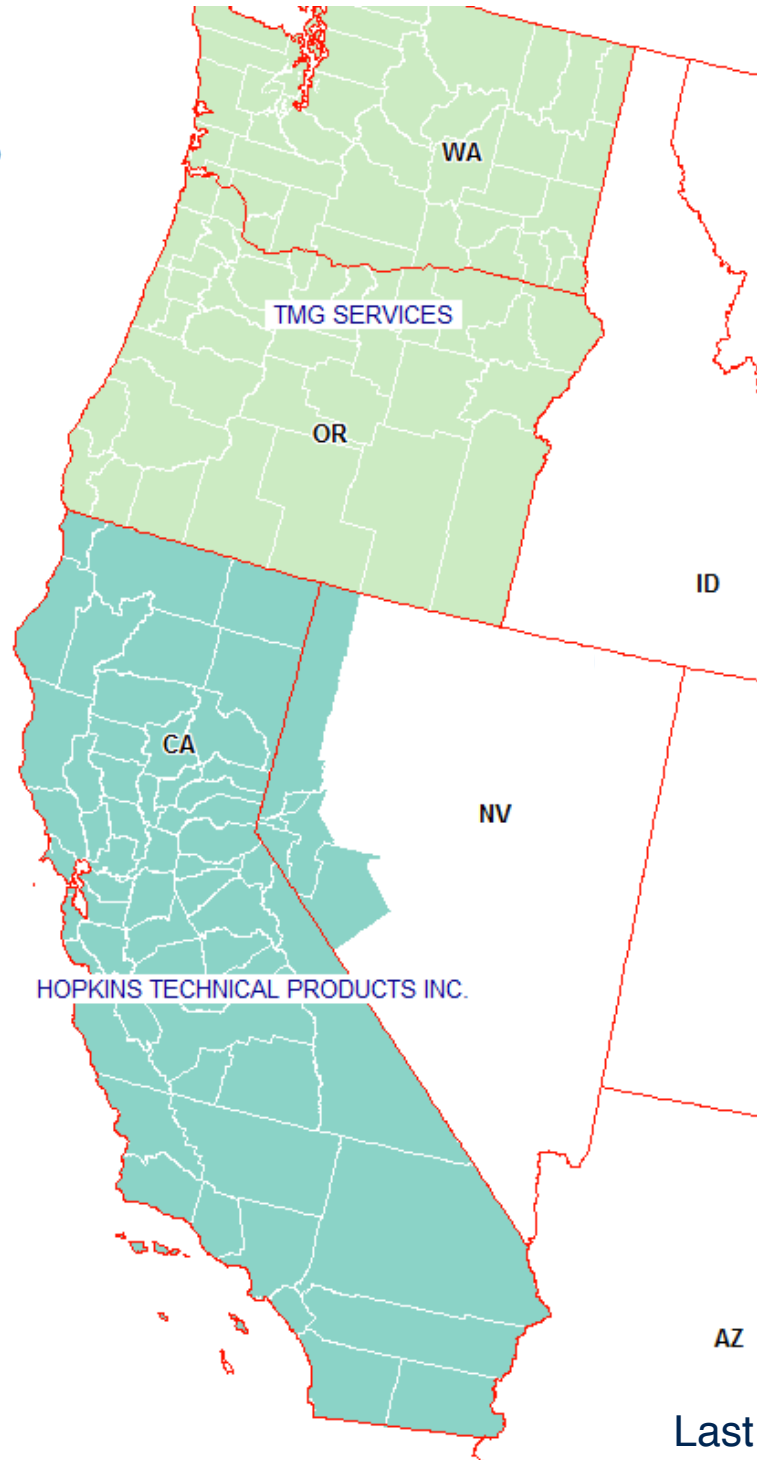 WA
TMG SERVICES
OR
ID
CA
NV
HOPKINS TECHNICAL PRODUCTS INC.
AZ
Last